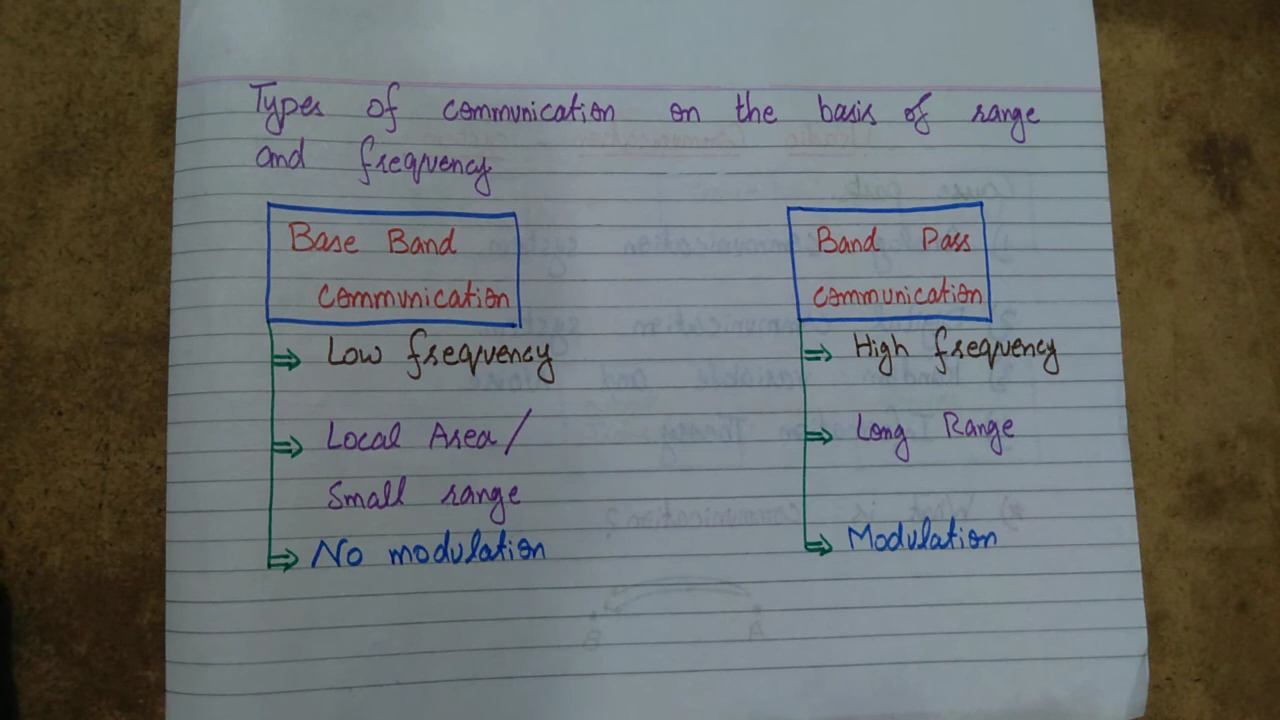 Types of communication on the basis of range
and frequency
Base Band
communication
⇒ Low frequency
⇒ Local Area/
Small range
⇒ No modulation
Band Pass
communication
⇒ High frequency
⇒ Long Range
⇒ Modulation